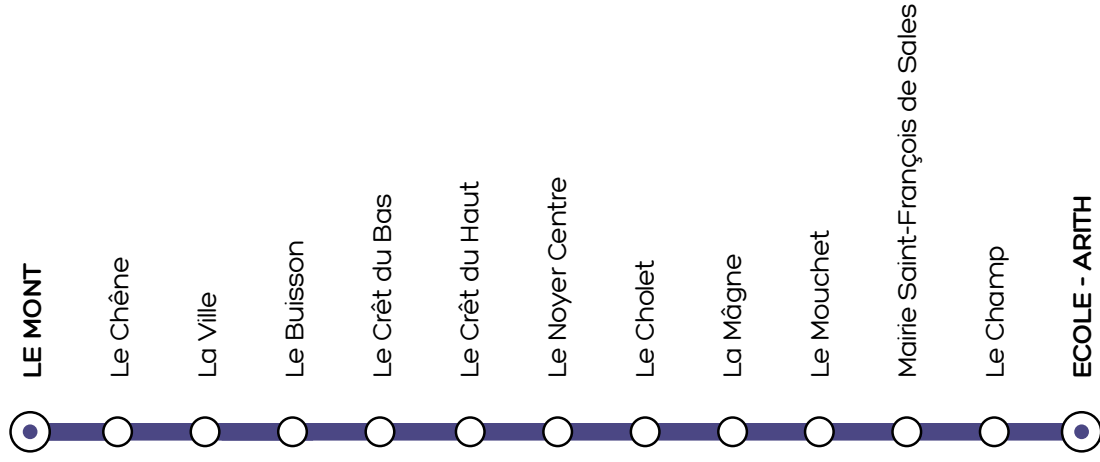 LE MONT
Le Chêne
La Ville
Le Buisson
Le Crêt du Bas
Le Crêt du Haut
Le Noyer Centre
Le Cholet
La Mâgne
Le Mouchet
Mairie Saint-François de Sales
Le Champ
ECOLE - ARITH